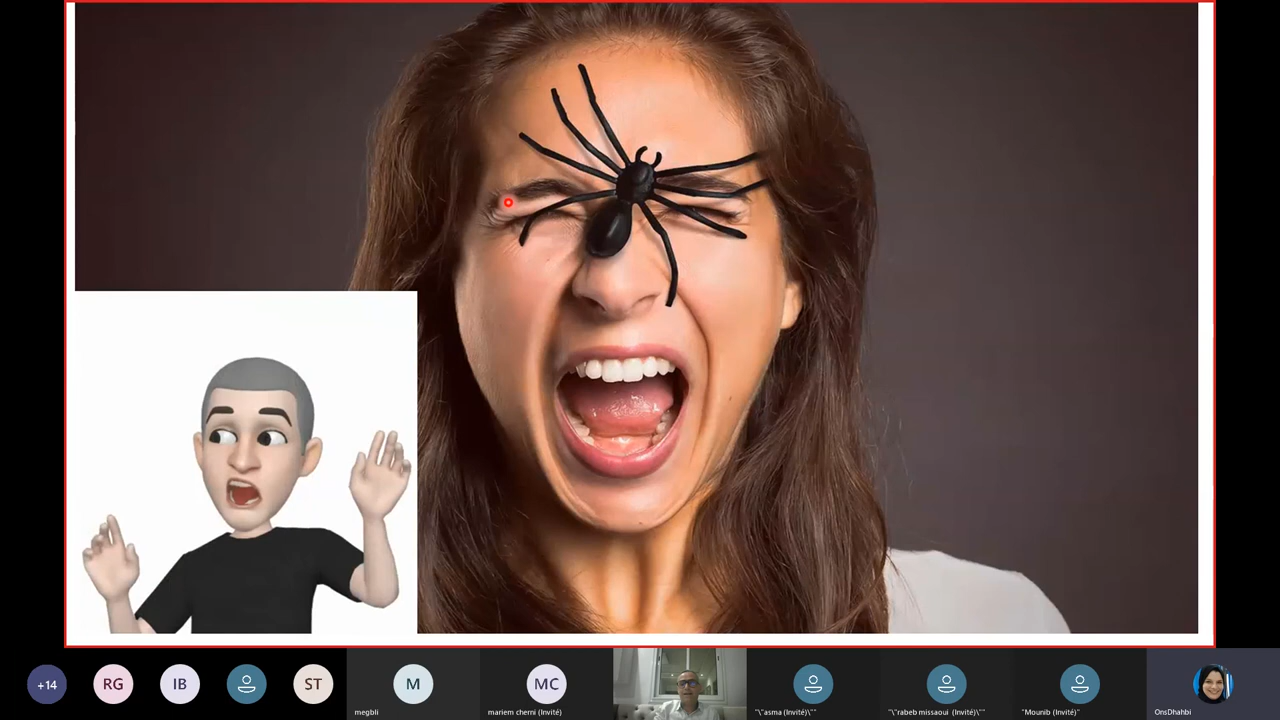 +14
RG
IB
ST
M
megbli
MC
mariem cherni (Invité)
"\"asma (Invité)\""
"\"rabeb missaoui (Invité)\""
"Mounib (Invité)"
OnsDhahbi